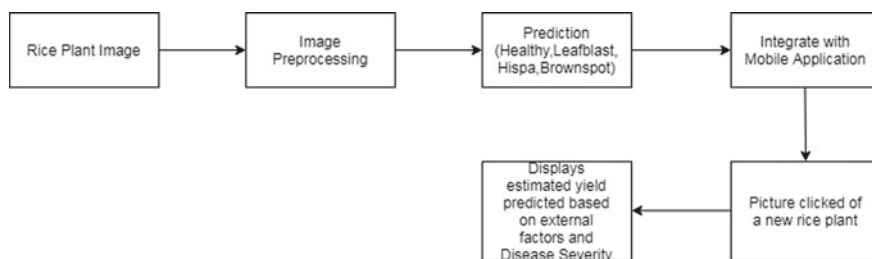 Rice Plant Image
Image
Preprocessing
Prediction
(Healthy,Leafblast,
Hispa,Brownspot)
Integrate with
Mobile Application
Picture clicked of
a new rice plant
Displays
estimated yield
predicted based
on external
factors and
Disease Severity